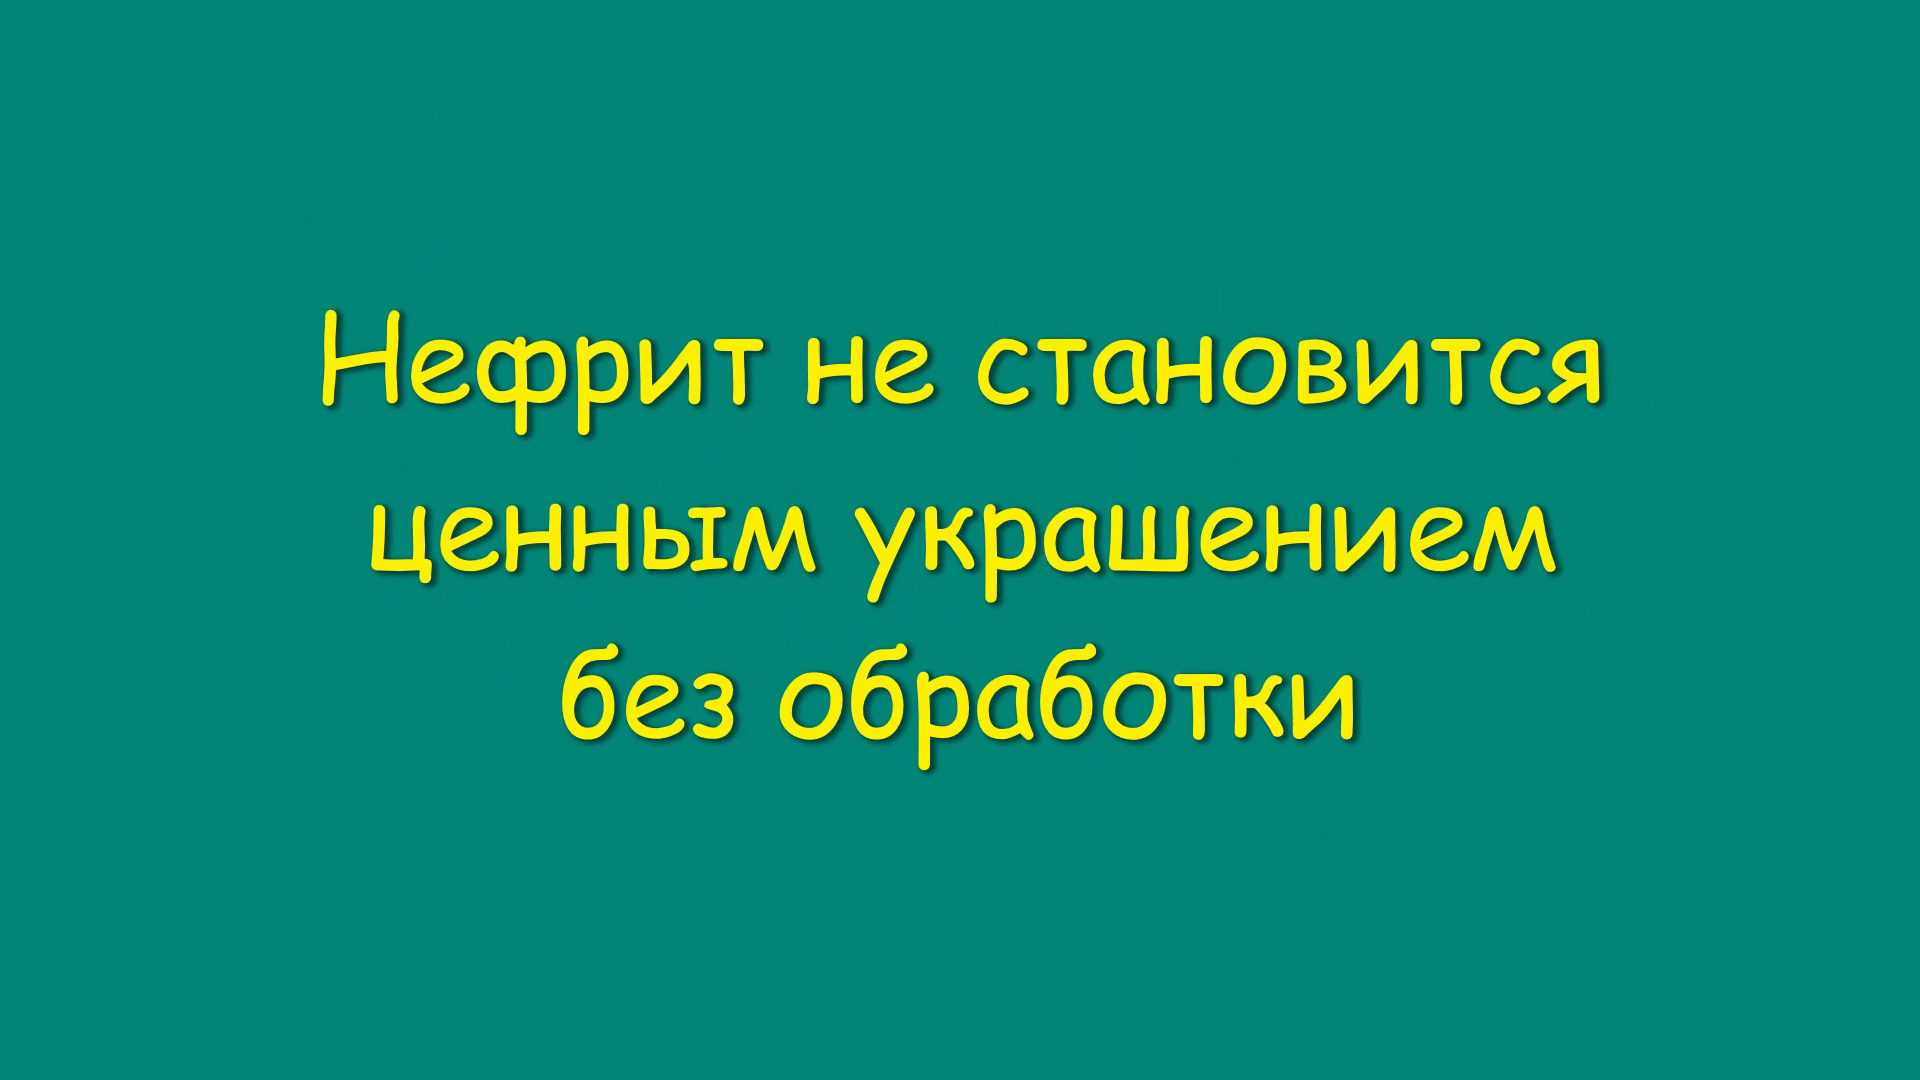 Нефрит не становится
ценным украшением
без обработки